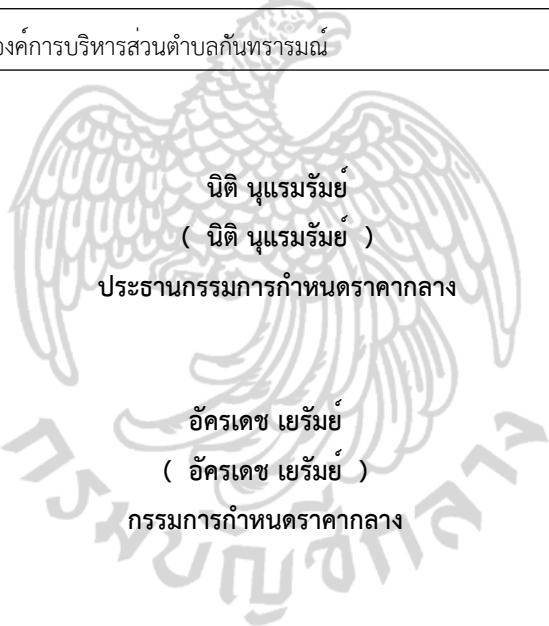 องค์การบริหารส่วนตำบลกันทรารมณ์
นิติ นุแรมรัมย์
( นิติ นุแรมรัมย์ )
ประธานกรรมการกำหนดราคากลาง
อัครเดช เยรัมย์
( อัครเดช เยรัมย์ )
กรรมการกำหนดราคากลาง
กรมบัญชีกลาง